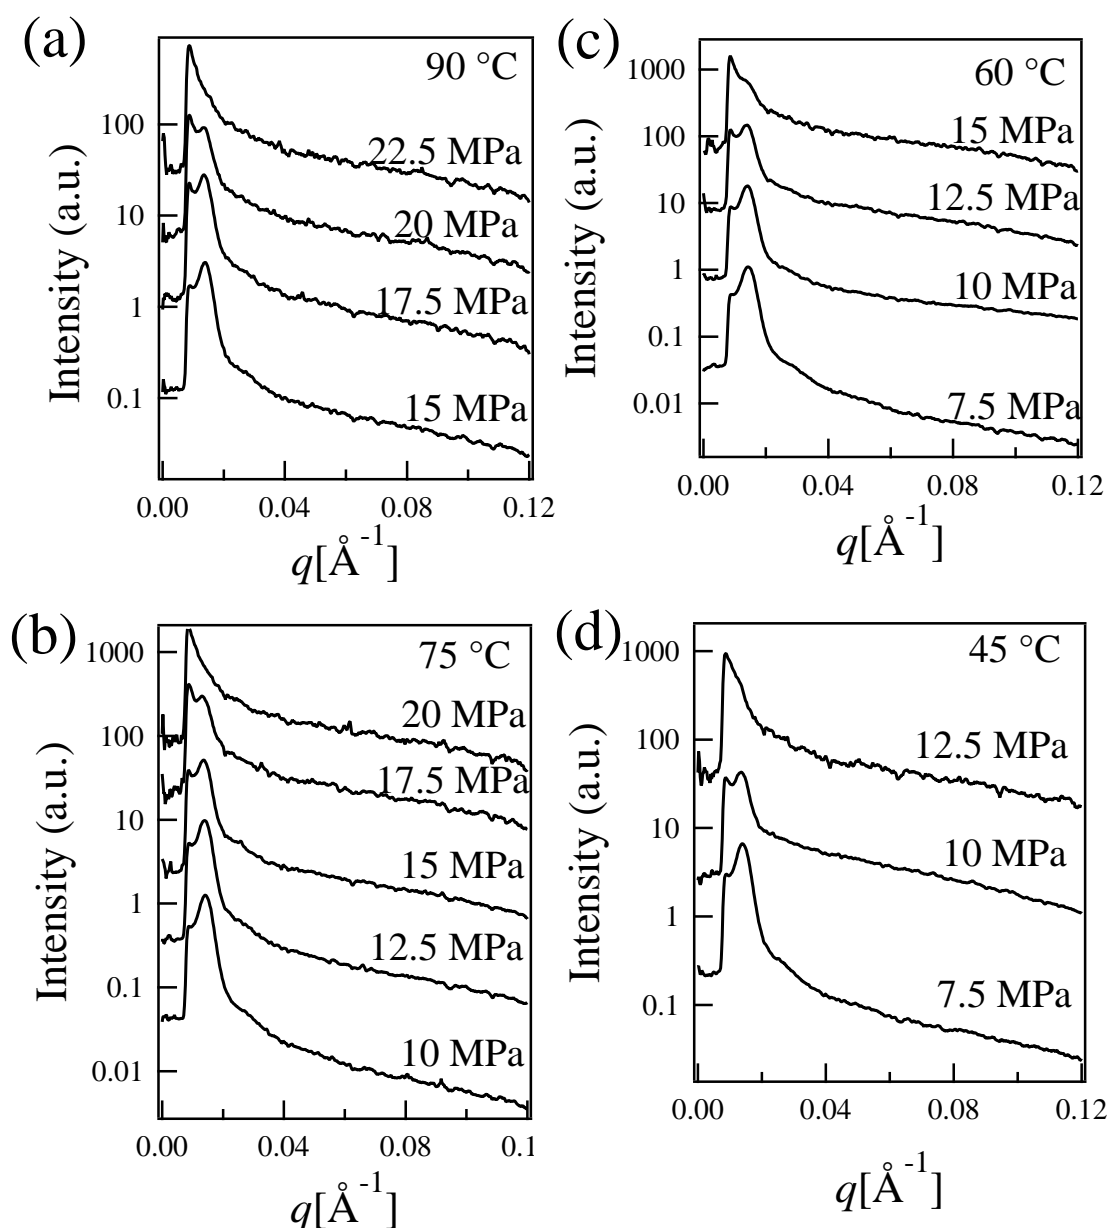 (a)
90 °C
22.5 MPa
20 MPa
17.5 MPa
15 MPa
100
10
1
0.1
Intensity (a.u.)
0.00
0.04
0.08
0.12
q[Å-1]
(c)
60 °C
15 MPa
12.5 MPa
10 MPa
7.5 MPa
1000
100
10
1
0.1
0.01
Intensity (a.u.)
0.00
0.04
0.08
0.12
q[Å-1]
(b)
75 °C
20 MPa
17.5 MPa
15 MPa
12.5 MPa
10 MPa
1000
100
10
1
0.1
0.01
Intensity (a.u.)
0.00
0.04
0.08
0.1
q[Å-1]
(d)
45 °C
12.5 MPa
10 MPa
7.5 MPa
1000
100
10
1
0.1
Intensity (a.u.)
0.00
0.04
0.08
0.12
q[Å-1]